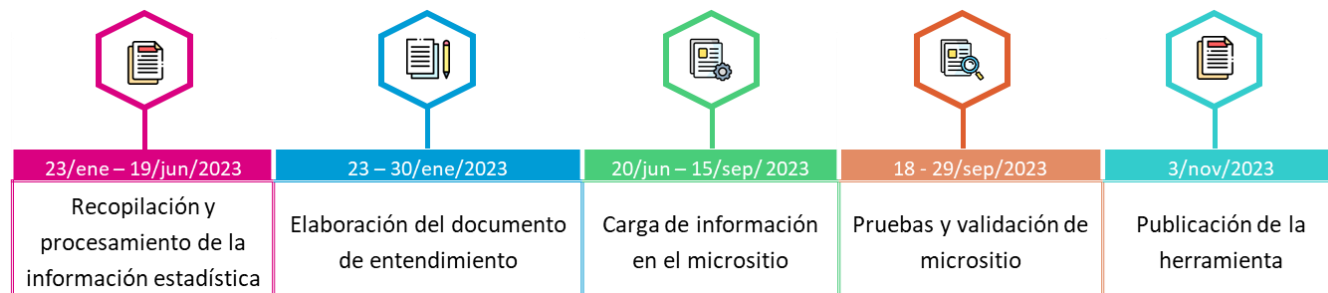 23/ene – 19/jun/2023
Recopilación y
procesamiento de la
información estadística
23 – 30/ene/2023
Elaboración del documento
de entendimiento
20/jun – 15/sep/ 2023
Carga de información
en el micrositio
18 - 29/sep/2023
Pruebas y validación de
micrositio
3/nov/2023
Publicación de la
herramienta